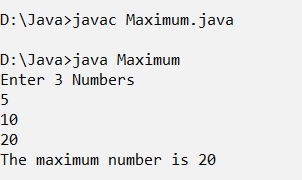 D:\Java>javac Maximum.java
D:\Java>java Maximum
Enter 3 Numbers
5
10
20
The maximum number is 20